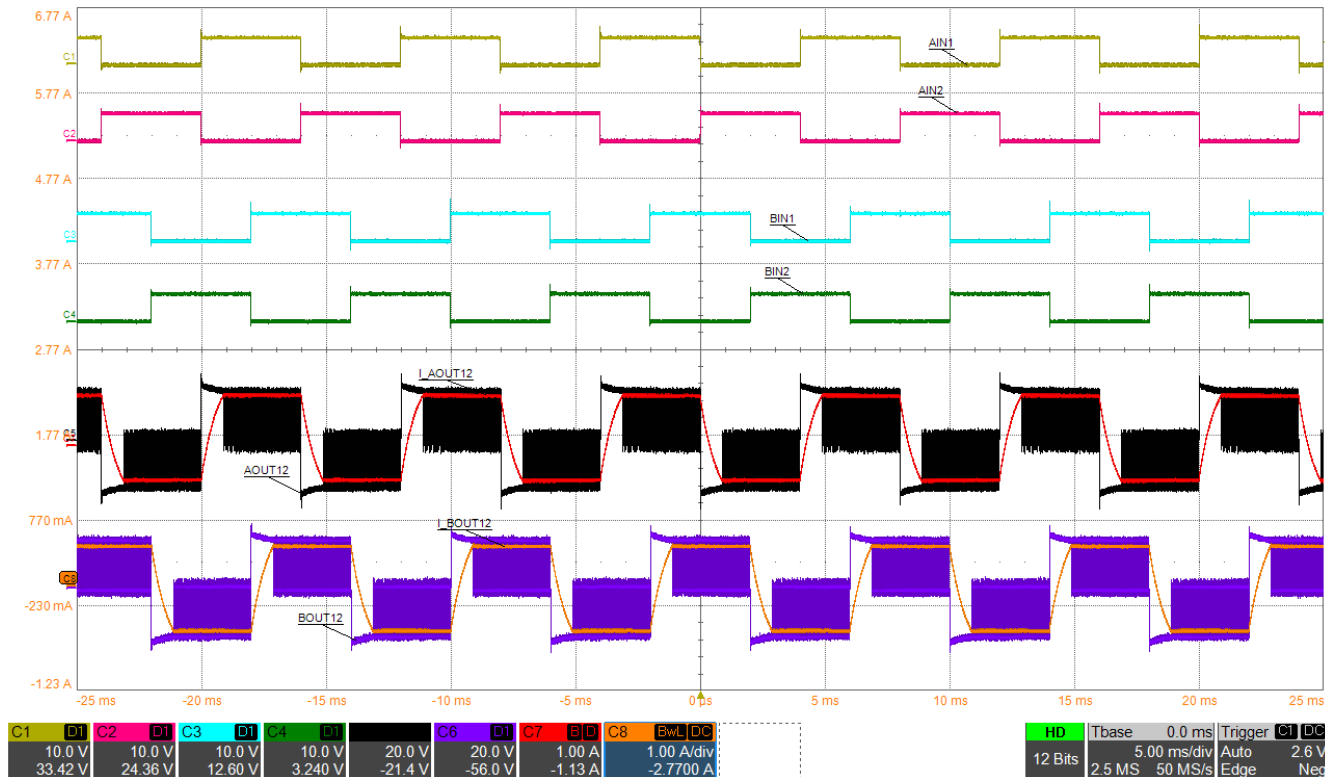 6.77 A
C1
AIN1
5.77 A
AIN2
C2
4.77 A
BIN1
C3
3.77 A
BIN2
C4
2.77 A
I_AOUT12
C5
1.77 A
AOUT12
770 mA
I_BOUT12
C8
-230 mA
BOUT12
-1.23 A
-25 ms -20 ms -15 ms -10 ms -5 ms 0 ps 5 ms 10 ms 15 ms 20 ms 25 ms
C1 D1 C2 D1 C3 D1 C4 D1 C6 D1 C7 B D C8 BwL DC HD Tbase 0.0 ms Trigger C1 DC
10.0 V 10.0 V 10.0 V 10.0 V 20.0 V 20.0 V 1.00 A 1.00 A/div 12 Bits 5.00 ms/div Auto 2.6 V
33.42 V 24.36 V 12.60 V 3.240 V -21.4 V -56.0 V -1.13 A -2.7700 A 2.5 MS 50 MS/s Edge Neg